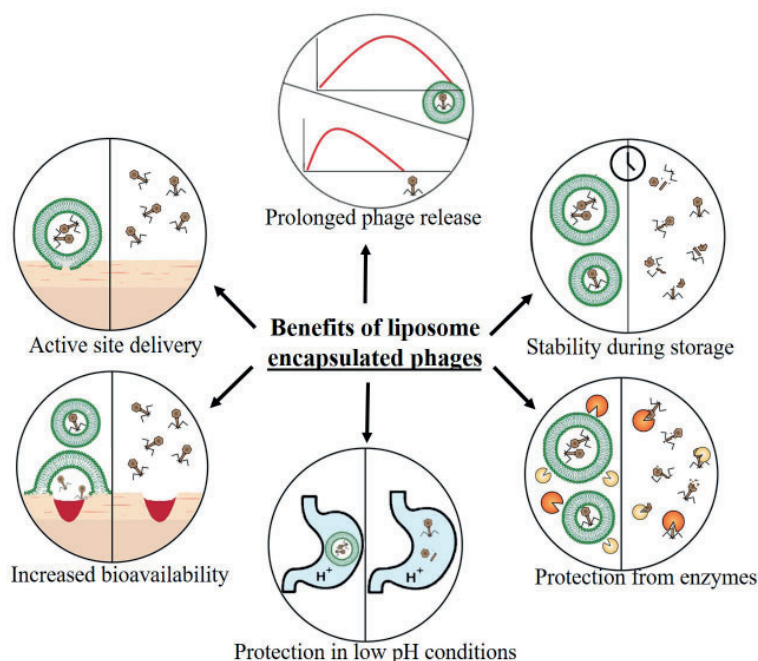 Prolonged phage release
Active site delivery
Stability during storage
Benefits of liposome
encapsulated phages
Increased bioavailability
H+
H+
Protection from enzymes
Protection in low pH conditions